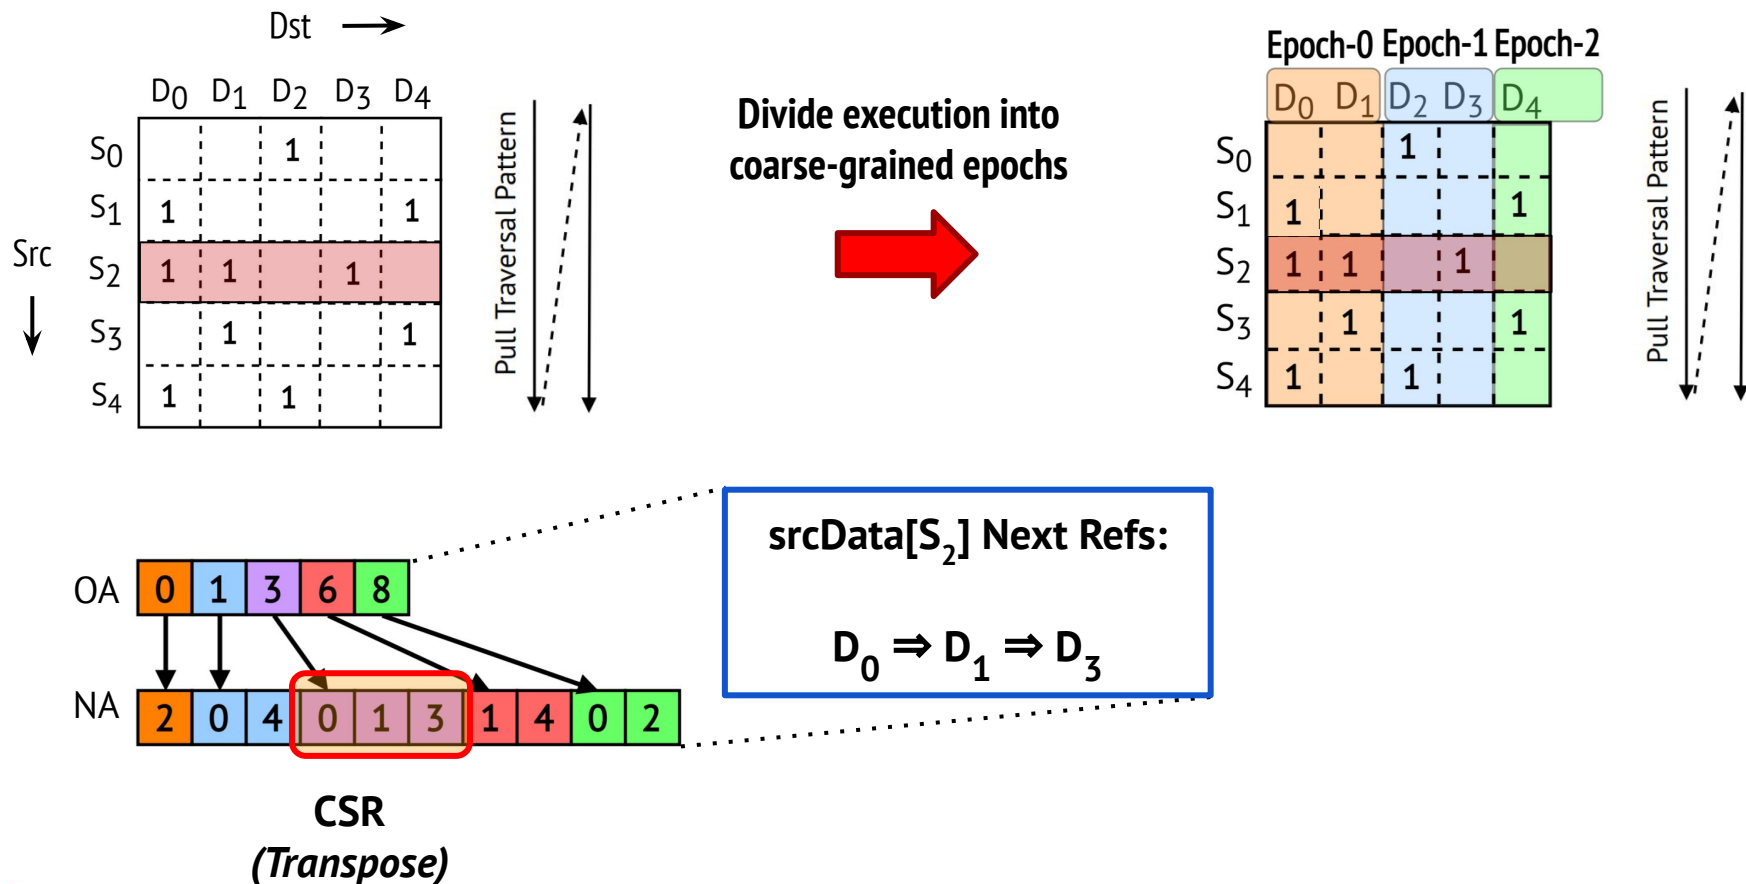 Dst
D0 D1 D2 D3 D4
Src
S0 1
S1 1 1
S2 1 1 1
S3 1 1
S4 1 1
Pull Traversal Pattern
Divide execution into
coarse-grained epochs
Epoch-0 Epoch-1 Epoch-2
D0 D1 D2 D3 D4
S0 1
S1 1 1
S2 1 1 1
S3 1 1
S4 1 1
Pull Traversal Pattern
OA 0 1 3 6 8
NA 2 0 4 0 1 3 1 4 0 2
CSR
(Transpose)
srcData[S2] Next Refs:
D0 ⇒ D1 ⇒ D3